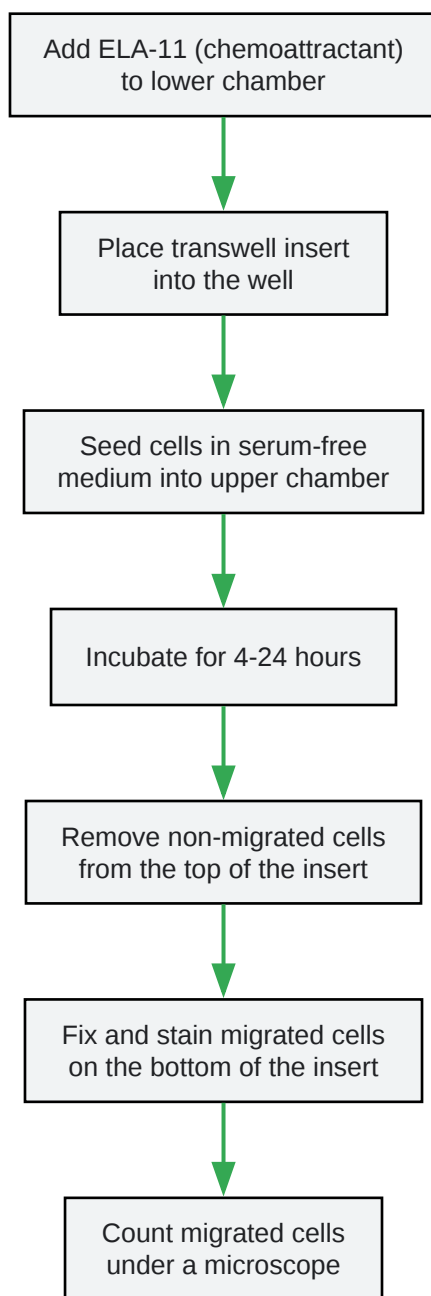 Add ELA-11 (chemoattractant)
to lower chamber
Place transwell insert
into the well
Seed cells in serum-free
medium into upper chamber
Incubate for 4-24 hours
Remove non-migrated cells
from the top of the insert
Fix and stain migrated cells
on the bottom of the insert
Count migrated cells
under a microscope